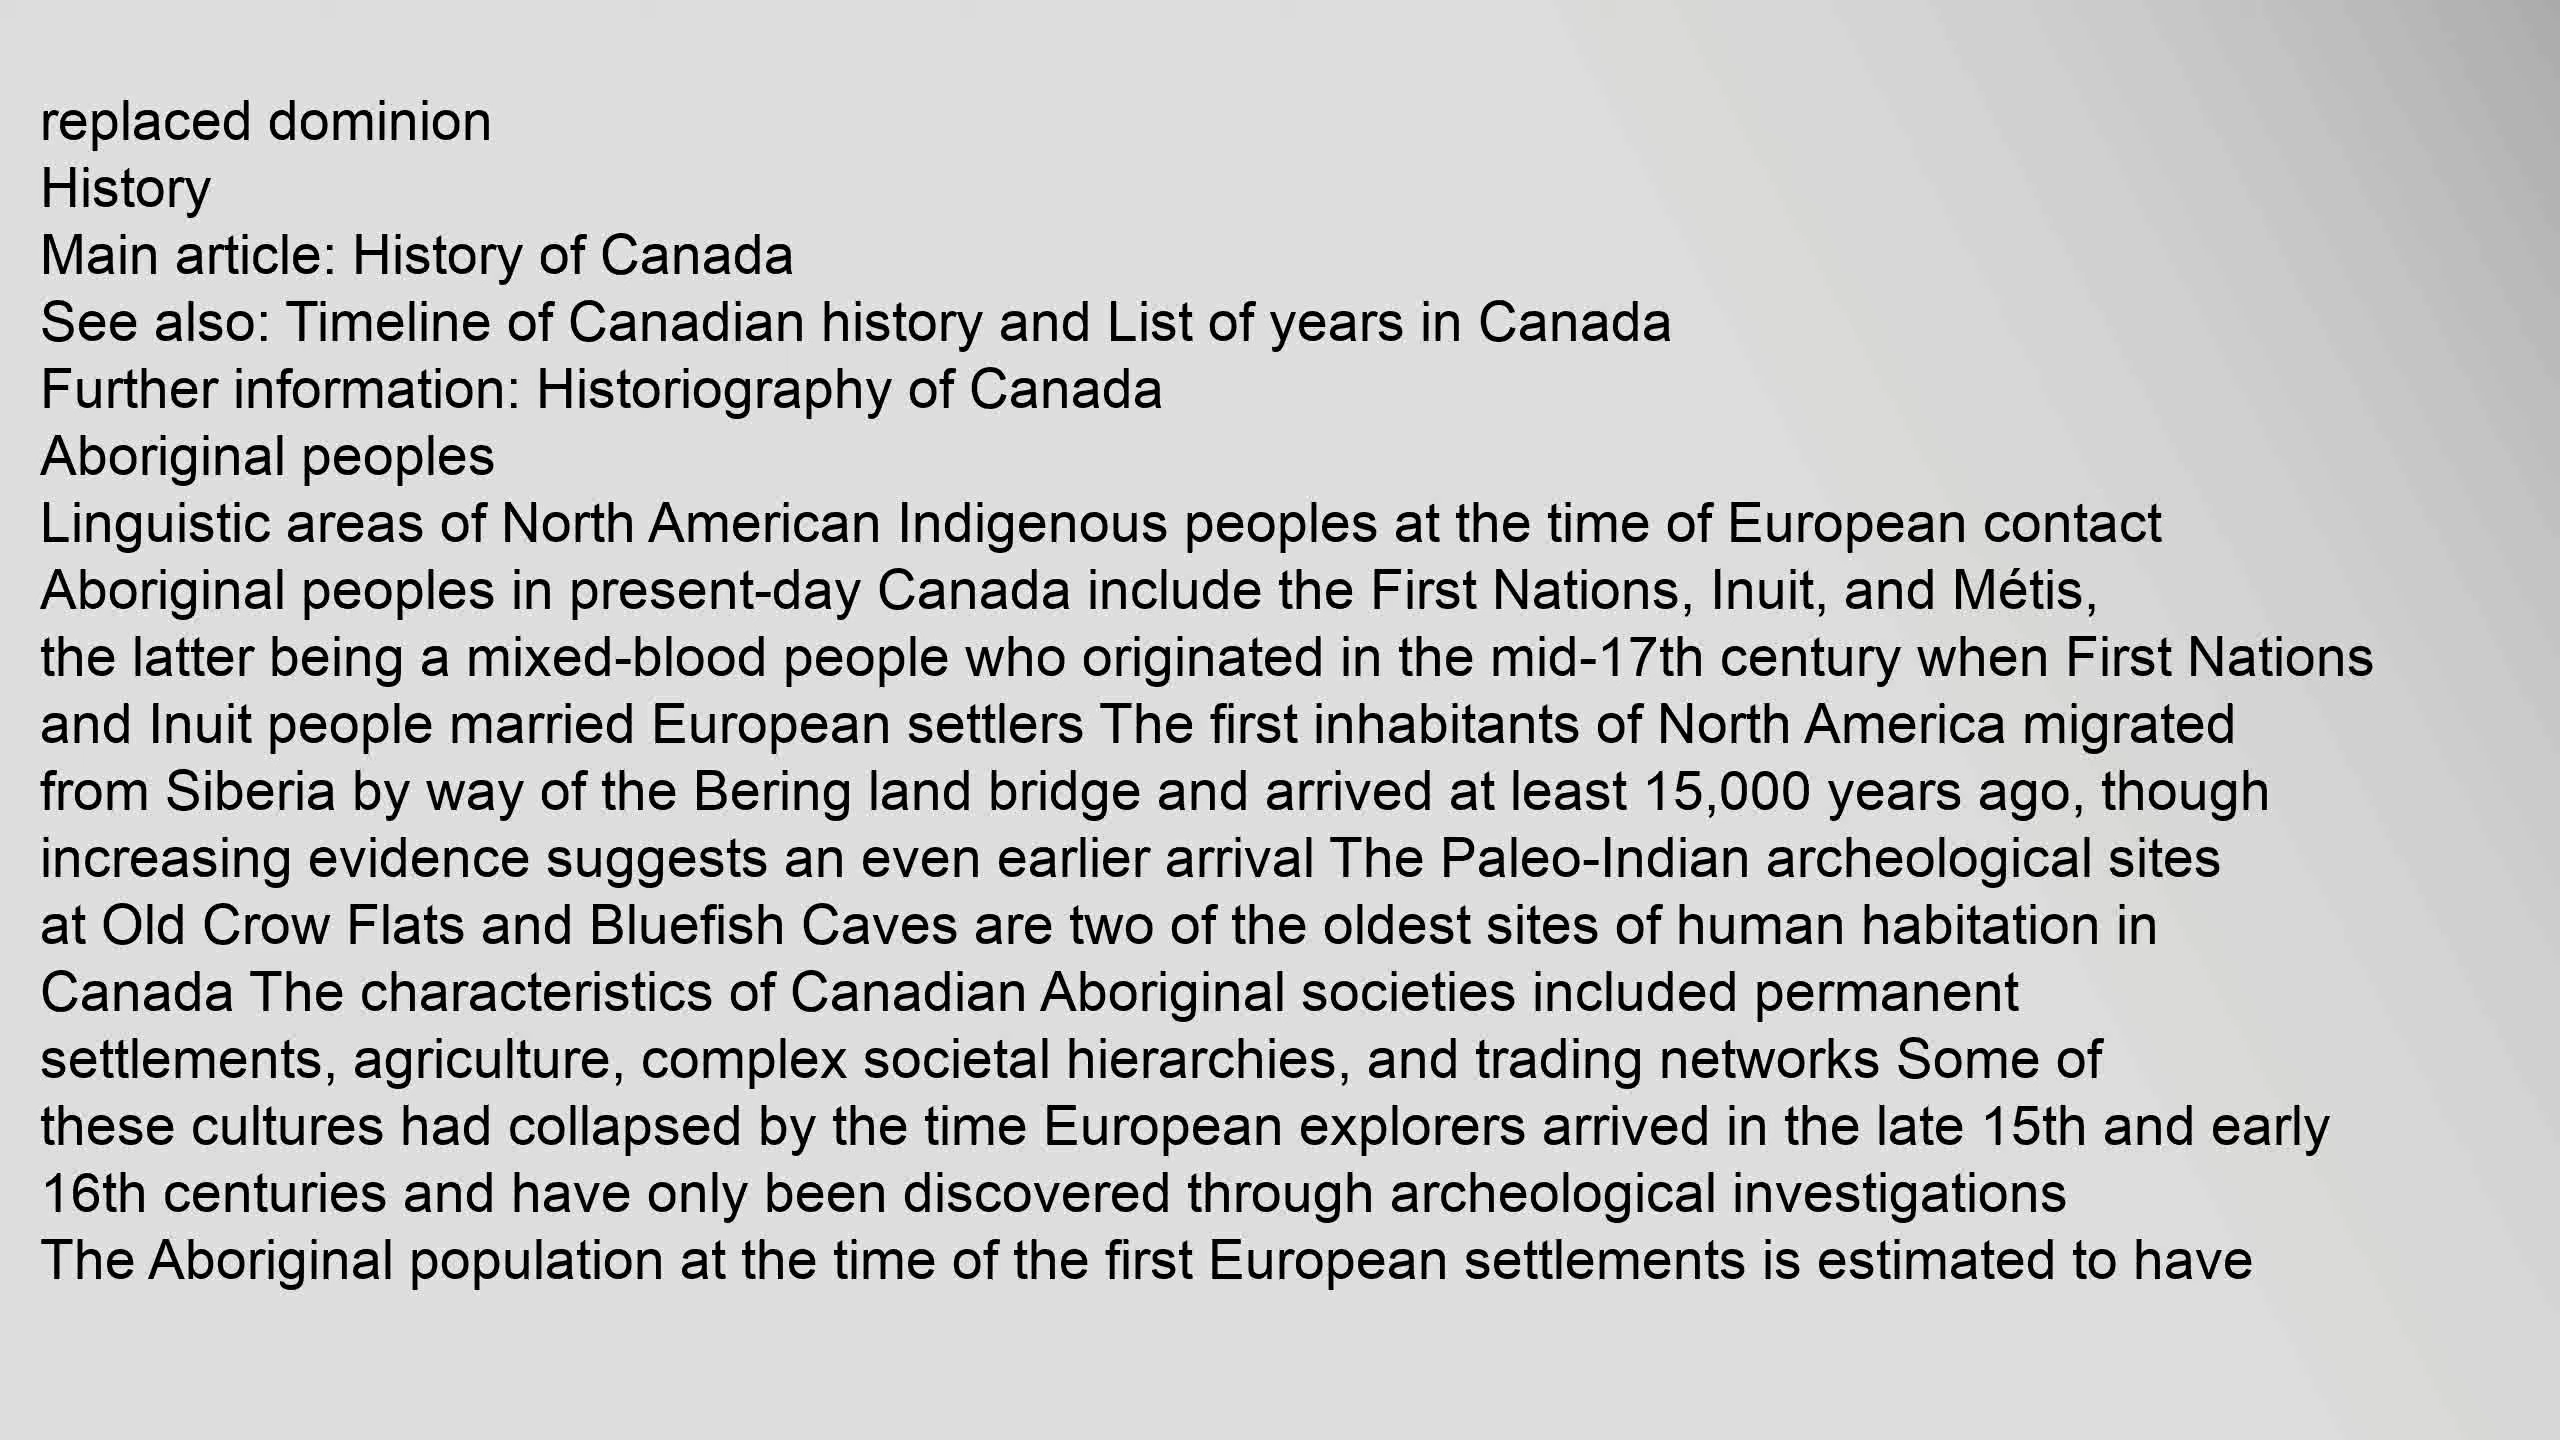 replaced dominion
History
Main article: History of Canada
See also: Timeline of Canadian history and List of years in Canada
Further information: Historiography of Canada
Aboriginal peoples
Linguistic areas of North American Indigenous peoples at the time of European contact
Aboriginal peoples in present-day Canada include the First Nations, Inuit, and Métis,
the latter being a mixed-blood people who originated in the mid-17th century when First Nations
and Inuit people married European settlers The first inhabitants of North America migrated
from Siberia by way of the Bering land bridge and arrived at least 15,000 years ago, though
increasing evidence suggests an even earlier arrival The Paleo-Indian archeological sites
at Old Crow Flats and Bluefish Caves are two of the oldest sites of human habitation in
Canada The characteristics of Canadian Aboriginal societies included permanent
settlements, agriculture, complex societal hierarchies, and trading networks Some of
these cultures had collapsed by the time European explorers arrived in the late 15th and early
16th centuries and have only been discovered through archeological investigations
The Aboriginal population at the time of the first European settlements is estimated to have